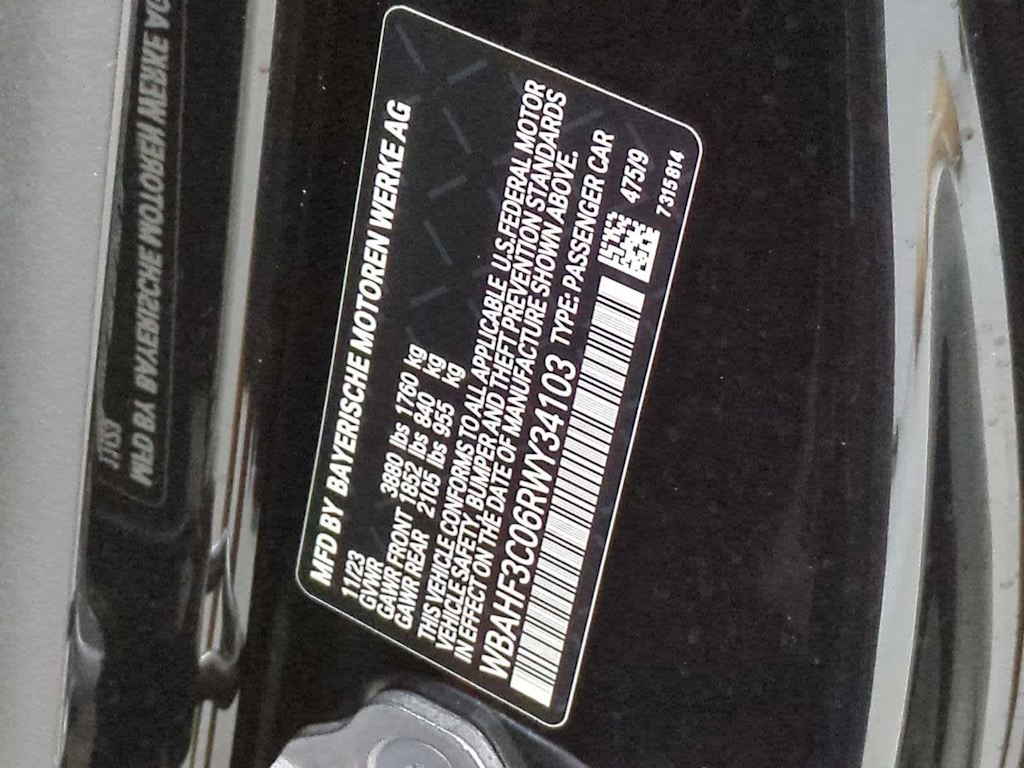 MFD BY BAYERISCHE MOTOREN WERKE AG
11/23
GVWR 3880 lbs 1760 kg
GAWR FRONT 1852 lbs 840 kg
GAWR REAR 2105 lbs 955 kg
THIS VEHICLE CONFORMS TO ALL APPLICABLE U.S. FEDERAL MOTOR
VEHICLE SAFETY, BUMPER AND THEFT PREVENTION STANDARDS
IN EFFECT ON THE DATE OF MANUFACTURE SHOWN ABOVE.
WBAHF3C06RWY34103 TYPE: PASSENGER CAR
475/9
7315814
MFD BY BAYERISCHE MOTOREN WERKE AG
11/23